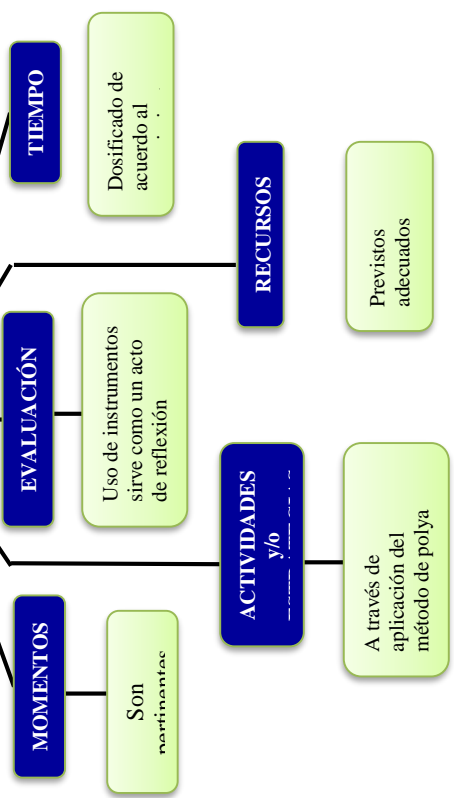 MOMENTOS
Son
pertinentes
EVALUACIÓN
Uso de instrumentos
sirve como un acto
de reflexión
TIEMPO
Dosificado de
acuerdo al
ACTIVIDADES
y/o
A través de
aplicación del
método de polya
RECURSOS
Previstos
adecuados